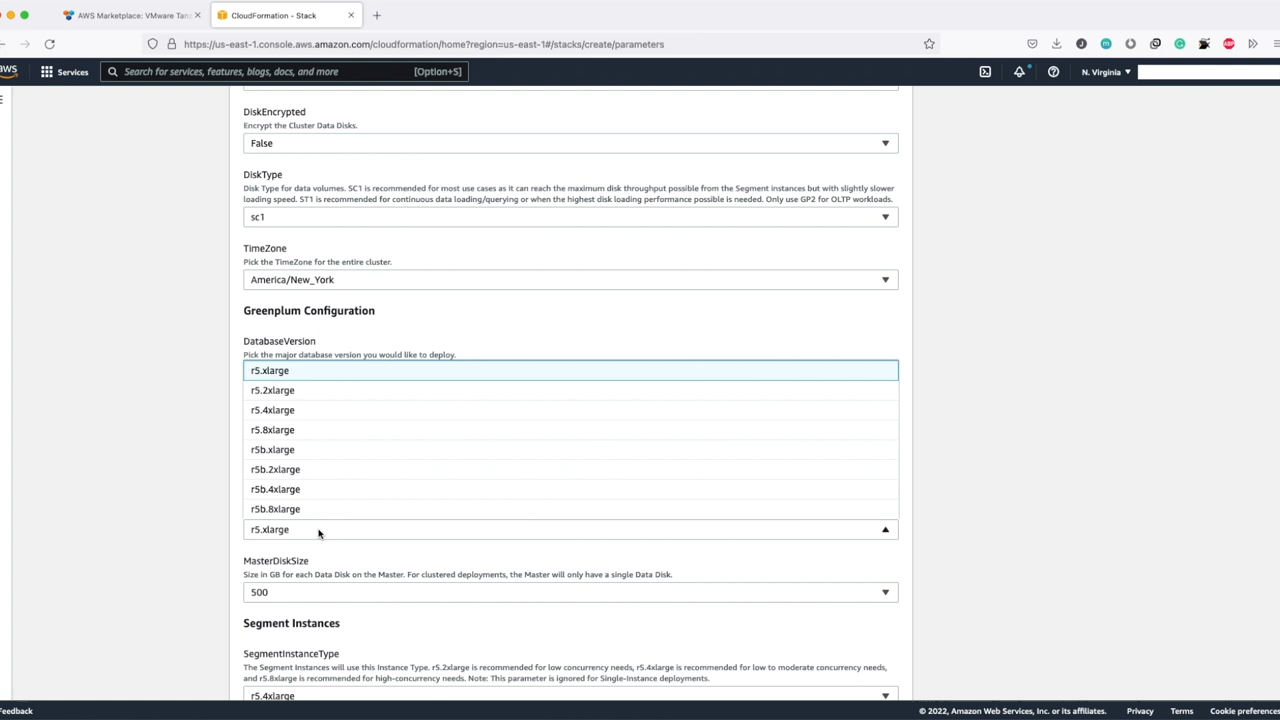 AWS Marketplace: VMware Tan
CloudFormation - Stack
https://us-east-1.console.aws.amazon.com/cloudformation/home?region=us-east-1#/stacks/create/parameters
ABP
aws
Services
Search for services, features, blogs, docs, and more
[Option+S]
N. Virginia
DiskEncrypted
Encrypt the Cluster Data Disks.
False
DiskType
Disk Type for data volumes. SC1 is recommended for most use cases as it can reach the maximum disk throughput possible from the Segment instances but with slightly slower
loading speed. ST1 is recommended for continuous data loading/querying or when the highest disk loading performance possible is needed. Only use GP2 for OLTP workloads.
sc1
TimeZone
Pick the TimeZone for the entire cluster.
America/New_York
Greenplum Configuration
DatabaseVersion
Pick the major database version you would like to deploy.
r5.xlarge
r5.2xlarge
r5.4xlarge
r5.8xlarge
r5b.xlarge
r5b.2xlarge
r5b.4xlarge
r5b.8xlarge
r5.xlarge
MasterDiskSize
Size in GB for each Data Disk on the Master. For clustered deployments, the Master will only have a single Data Disk.
500
Segment Instances
SegmentInstanceType
The Segment Instances will use this Instance Type. r5.2xlarge is recommended for low concurrency needs, r5.4xlarge is recommended for low to moderate concurrency needs,
and r5.8xlarge is recommended for high-concurrency needs. Note: This parameter is ignored for Single-Instance deployments.
r5.4xlarge
Feedback
© 2022, Amazon Web Services, Inc. or its affiliates.
Privacy
Terms
Cookie preferences